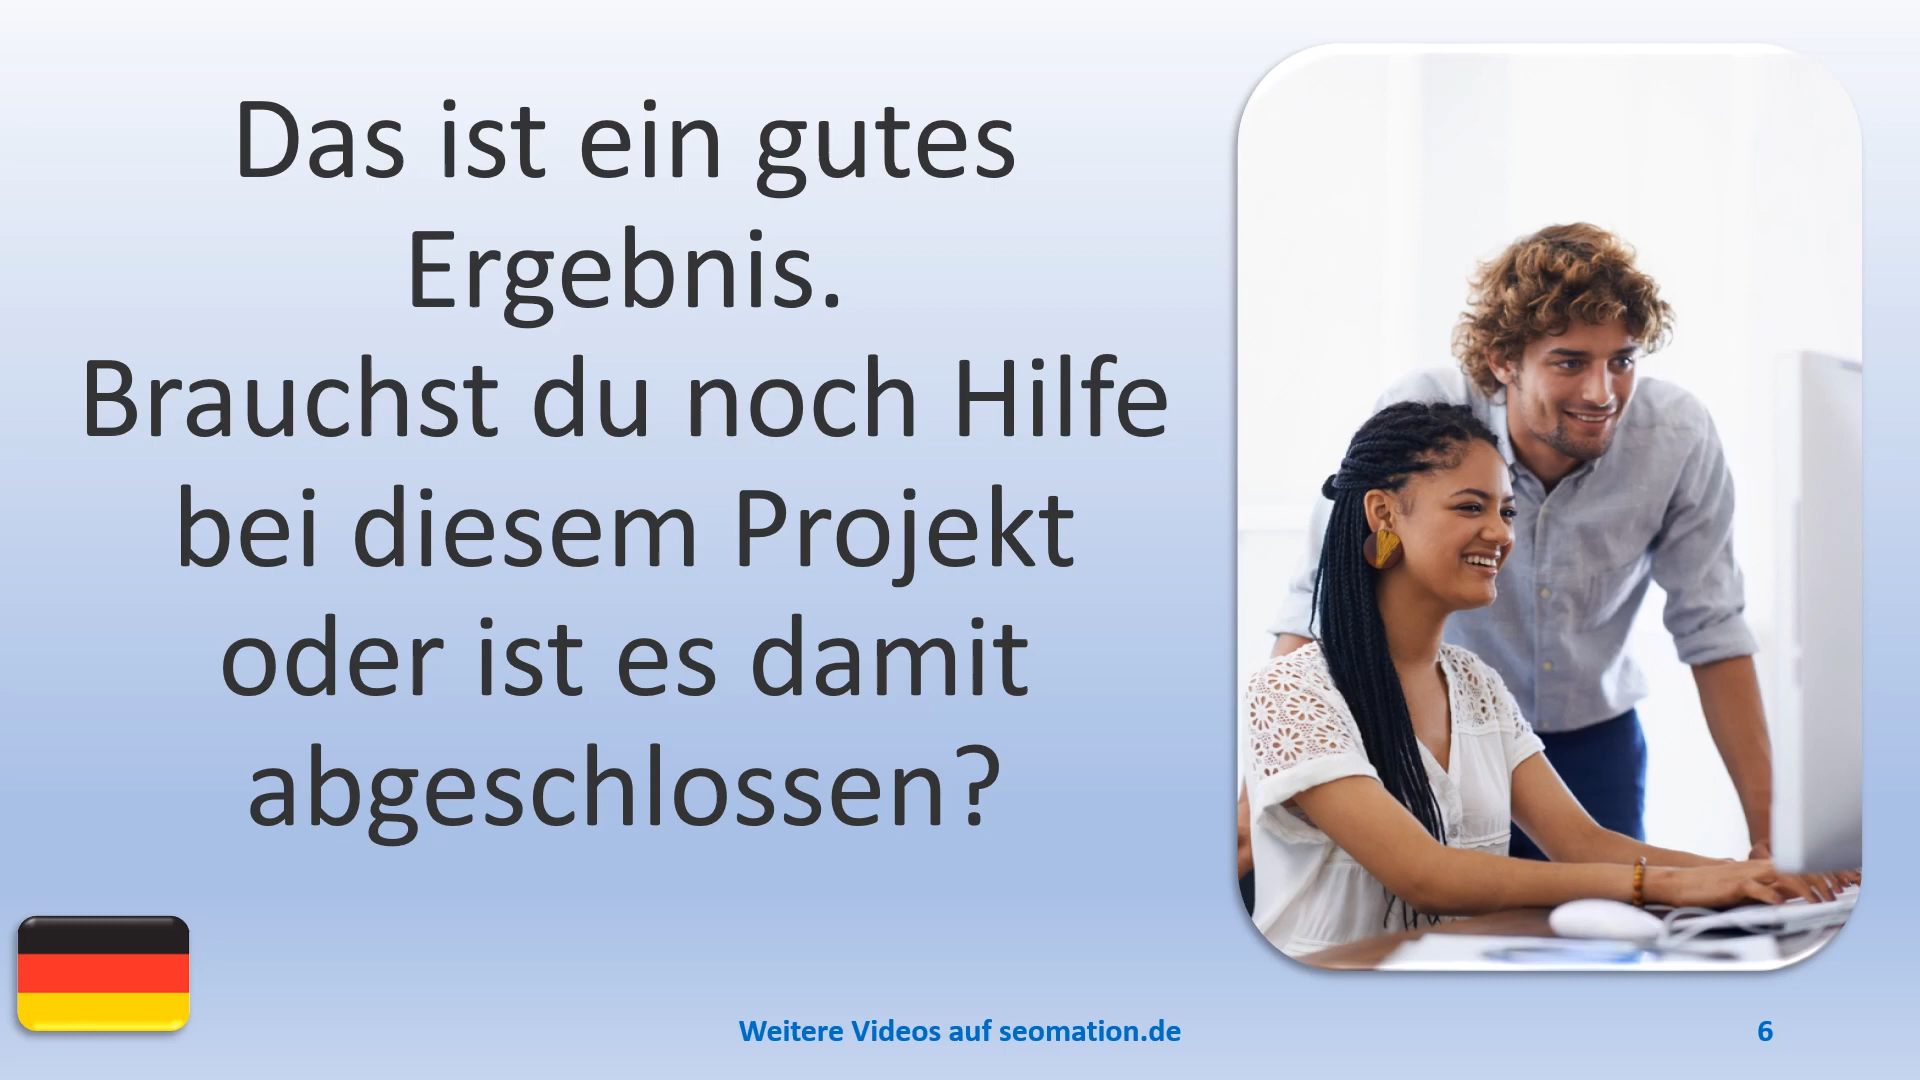 Das ist ein gutes
Ergebnis.
Brauchst du noch Hilfe
bei diesem Projekt
oder ist es damit
abgeschlossen?
Weitere Videos auf seomation.de
6